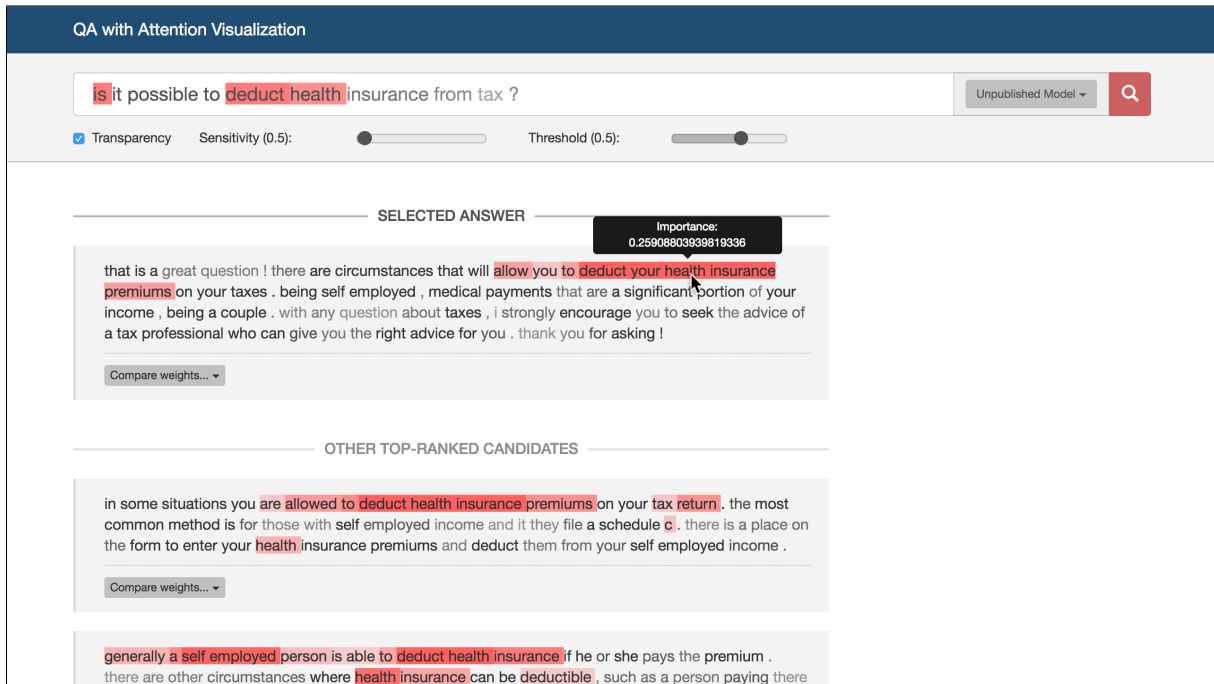 QA with Attention Visualization
is it possible to deduct health insurance from tax ?
Unpublished Model
Transparency
Sensitivity (0.5):
Threshold (0.5):
SELECTED ANSWER
Importance:
0.25908803939819336
that is a great question ! there are circumstances that will allow you to deduct your health insurance
premiums on your taxes . being self employed , medical payments that are a significant portion of your
income , being a couple . with any question about taxes , i strongly encourage you to seek the advice of
a tax professional who can give you the right advice for you . thank you for asking !
Compare weights...
OTHER TOP-RANKED CANDIDATES
in some situations you are allowed to deduct health insurance premiums on your tax return . the most
common method is for those with self employed income and it they file a schedule c . there is a place on
the form to enter your health insurance premiums and deduct them from your self employed income .
Compare weights...
generally a self employed person is able to deduct health insurance if he or she pays the premium .
there are other circumstances where health insurance can be deductible , such as a person paying there